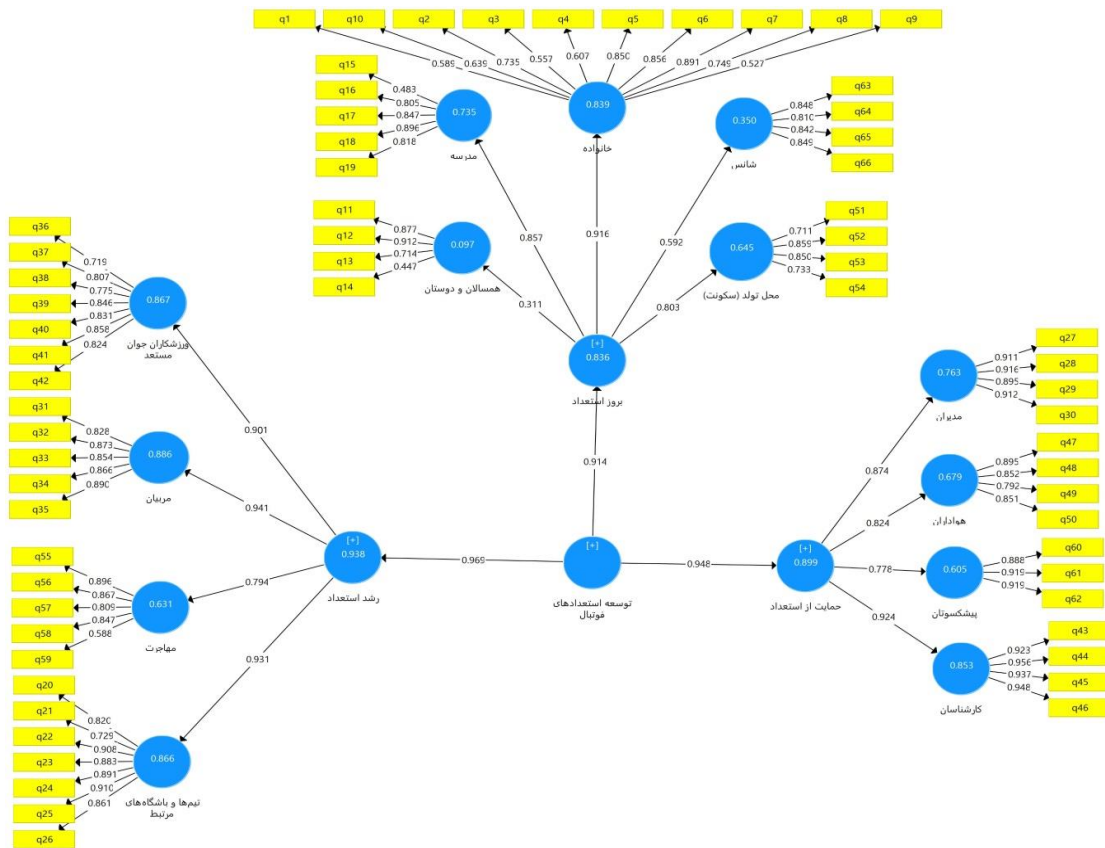 q1 q10 q2 q3 q4 q5 q6 q7 q8 q9
0.589 0.639 0.735 0.557 0.607 0.850 0.856 0.891 0.749 0.527
0.839
خانواده
q15
q16
q17
q18
q19
0.483
0.805
0.847
0.896
0.818
0.735
مدرسه
q63
q64
q65
q66
0.848
0.810
0.842
0.849
0.350
شانس
q11
q12
q13
q14
0.877
0.912
0.714
0.447
0.097
همسالان و دوستان
q51
q52
q53
q54
0.711
0.859
0.850
0.733
0.645
محل تولد (سکونت)
0.857
0.916
0.592
0.311
0.803
[+]
0.836
بروز استعداد
0.914
q36
q37
q38
q39
q40
q41
q42
0.719
0.807
0.775
0.846
0.831
0.858
0.824
0.867
ورزشکاران جوان
مستعد
q31
q32
q33
q34
q35
0.828
0.873
0.854
0.866
0.890
0.886
مربیان
q55
q56
q57
q58
q59
0.896
0.867
0.809
0.847
0.588
0.631
مهاجرت
q20
q21
q22
q23
q24
q25
q26
0.820
0.729
0.908
0.883
0.891
0.910
0.861
0.866
تیم‌ها و باشگاه‌های
مرتبط
0.901
0.941
0.794
0.931
[+]
0.938
رشد استعداد
0.969
[+]
توسعه استعدادهای
فوتبال
0.948
[+]
0.899
حمایت از استعداد
0.874
0.824
0.778
0.924
q27
q28
q29
q30
0.911
0.916
0.895
0.912
0.763
مدیران
q47
q48
q49
q50
0.895
0.852
0.792
0.851
0.679
هواداران
q60
q61
q62
0.888
0.919
0.919
0.605
پیشکسوتان
q43
q44
q45
q46
0.923
0.956
0.937
0.948
0.853
کارشناسان